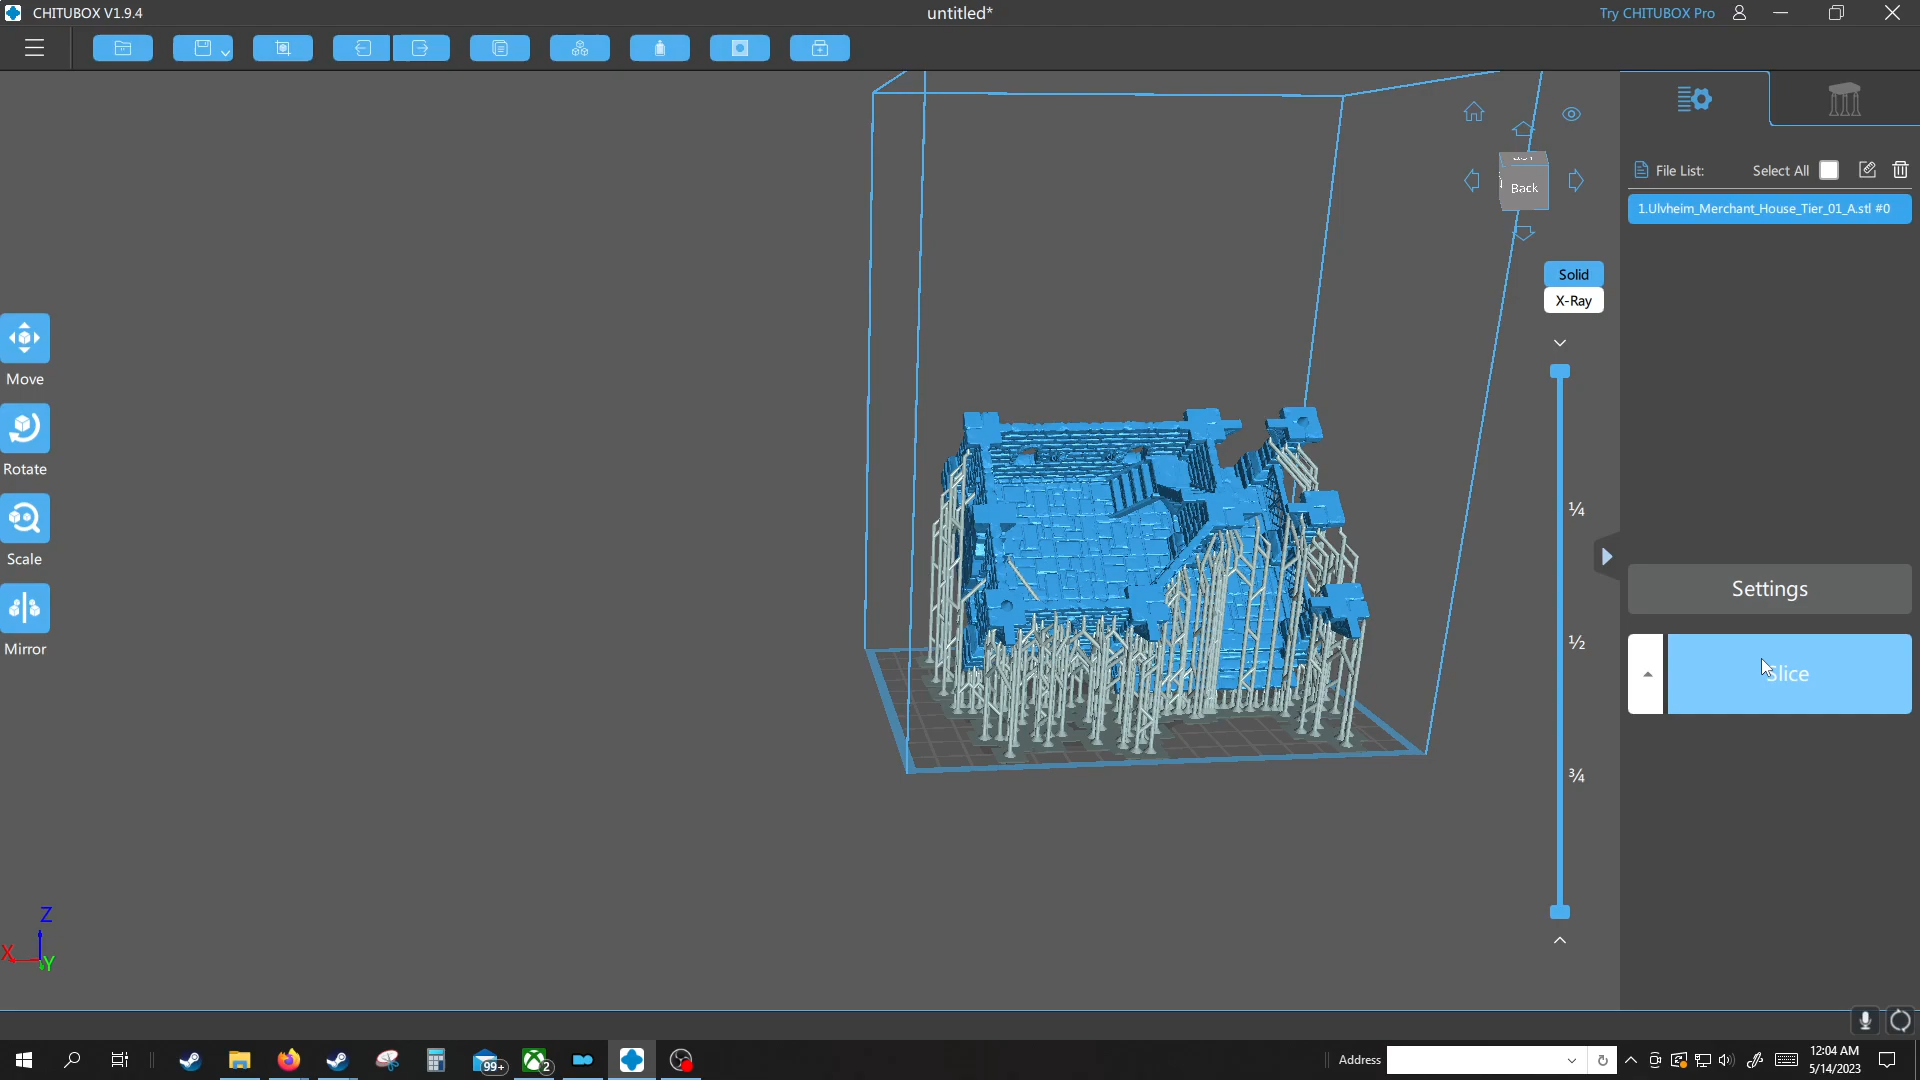 CHITUBOX V1.9.4
untitled*
Try CHITUBOX Pro
File List:
Select All
1.Ulvheim_Merchant_House_Tier_01_A.stl #0
Back
Solid
X-Ray
Move
Rotate
Scale
Mirror
¼
½
¾
Settings
Slice
Z
X
Y
99+
2
Address
12:04 AM
5/14/2023